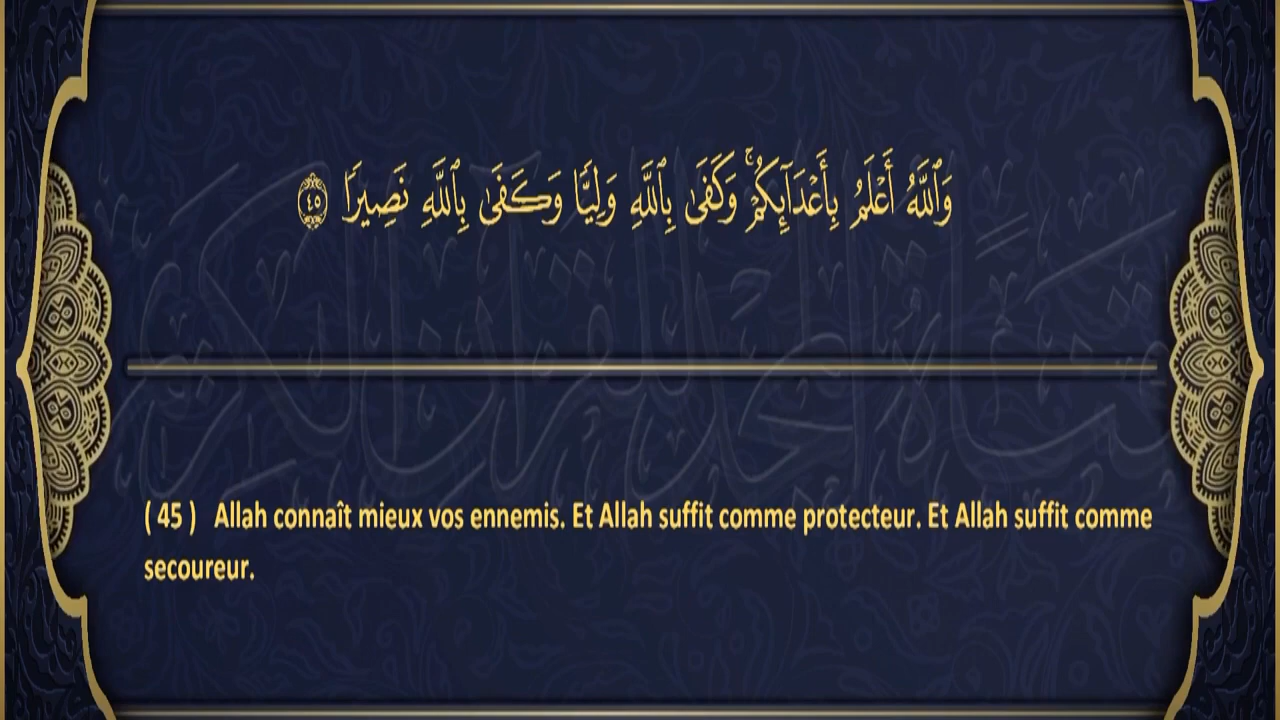 وَٱللَّهُ أَعْلَمُ بِأَعْدَآئِكُمْ ۚ وَكَفَىٰ بِٱللَّهِ وَلِيًّا وَكَفَىٰ بِٱللَّهِ نَصِيرًا ٤٥
( 45 ) Allah connaît mieux vos ennemis. Et Allah suffit comme protecteur. Et Allah suffit comme
secoureur.